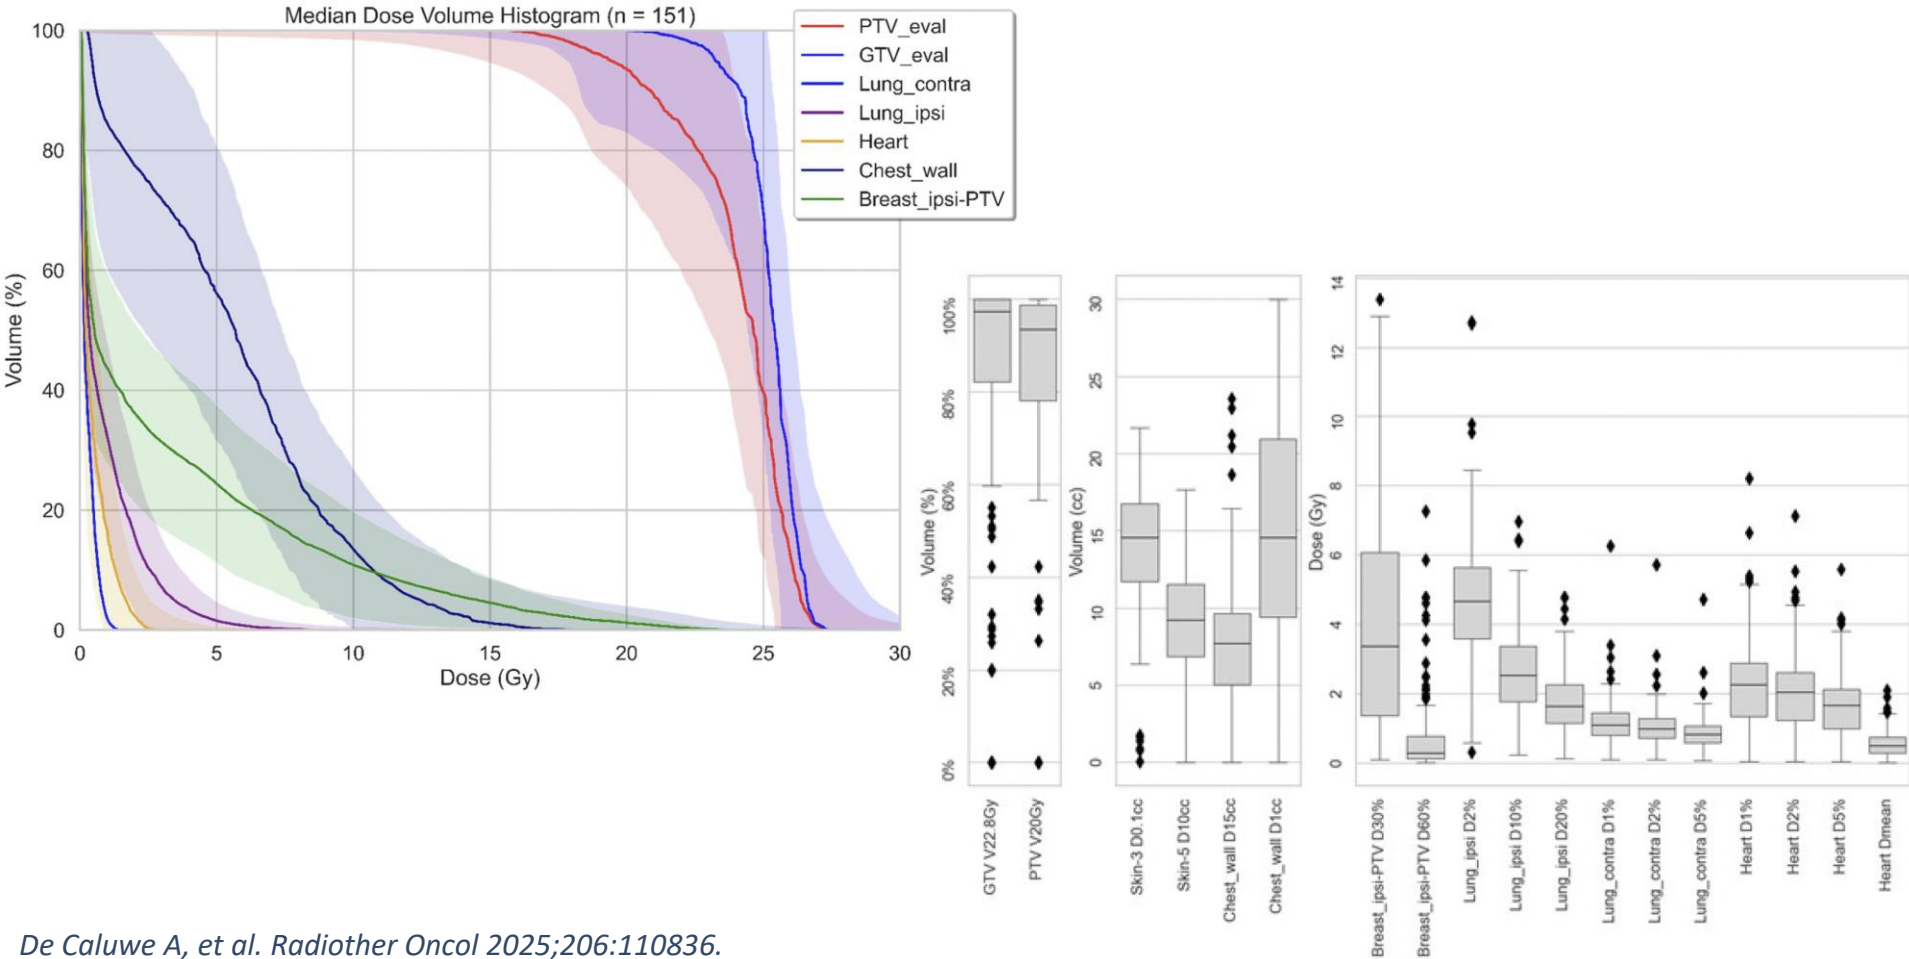 Median Dose Volume Histogram (n = 151)
PTV_eval
GTV_eval
Lung_contra
Lung_ipsi
Heart
Chest_wall
Breast_ipsi-PTV
Volume (%)
100
80
60
40
20
0
0 5 10 15 20 25 30
Dose (Gy)
Volume (%)
100%
80%
60%
40%
20%
0%
GTV V22.8Gy
PTV V20Gy
Volume (cc)
30
25
20
15
10
5
0
Skin-3 D0.1cc
Skin-5 D10cc
Chest_wall D15cc
Chest_wall D1cc
Dose (Gy)
14
12
10
8
6
4
2
0
Breast_ipsi-PTV D30%
Breast_ipsi-PTV D60%
Lung_ipsi D2%
Lung_ipsi D10%
Lung_ipsi D20%
Lung_contra D1%
Lung_contra D2%
Lung_contra D5%
Heart D1%
Heart D2%
Heart D5%
Heart Dmean
De Caluwe A, et al. Radiother Oncol 2025;206:110836.